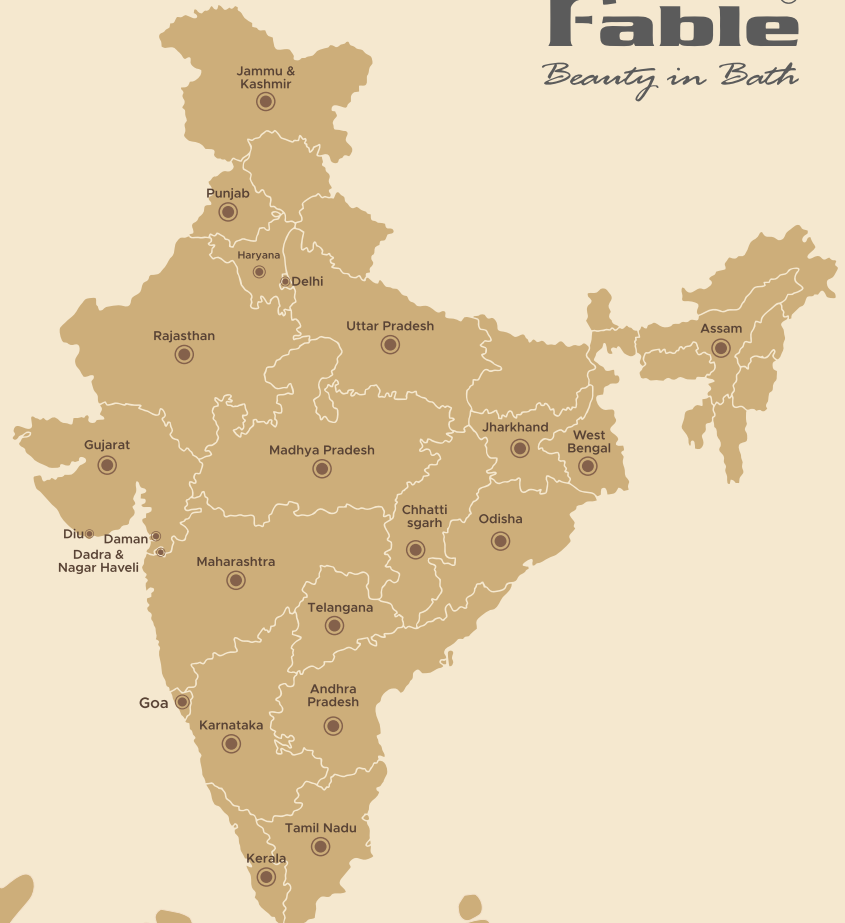 Fable
Beauty in Bath
Jammu &
Kashmir
Punjab
Haryana
Delhi
Rajasthan
Uttar Pradesh
Assam
Gujarat
Madhya Pradesh
Jharkhand
West
Bengal
Chhatti
sgarh
Odisha
Diu
Daman
Dadra &
Nagar Haveli
Maharashtra
Telangana
Goa
Andhra
Pradesh
Karnataka
Tamil Nadu
Kerala